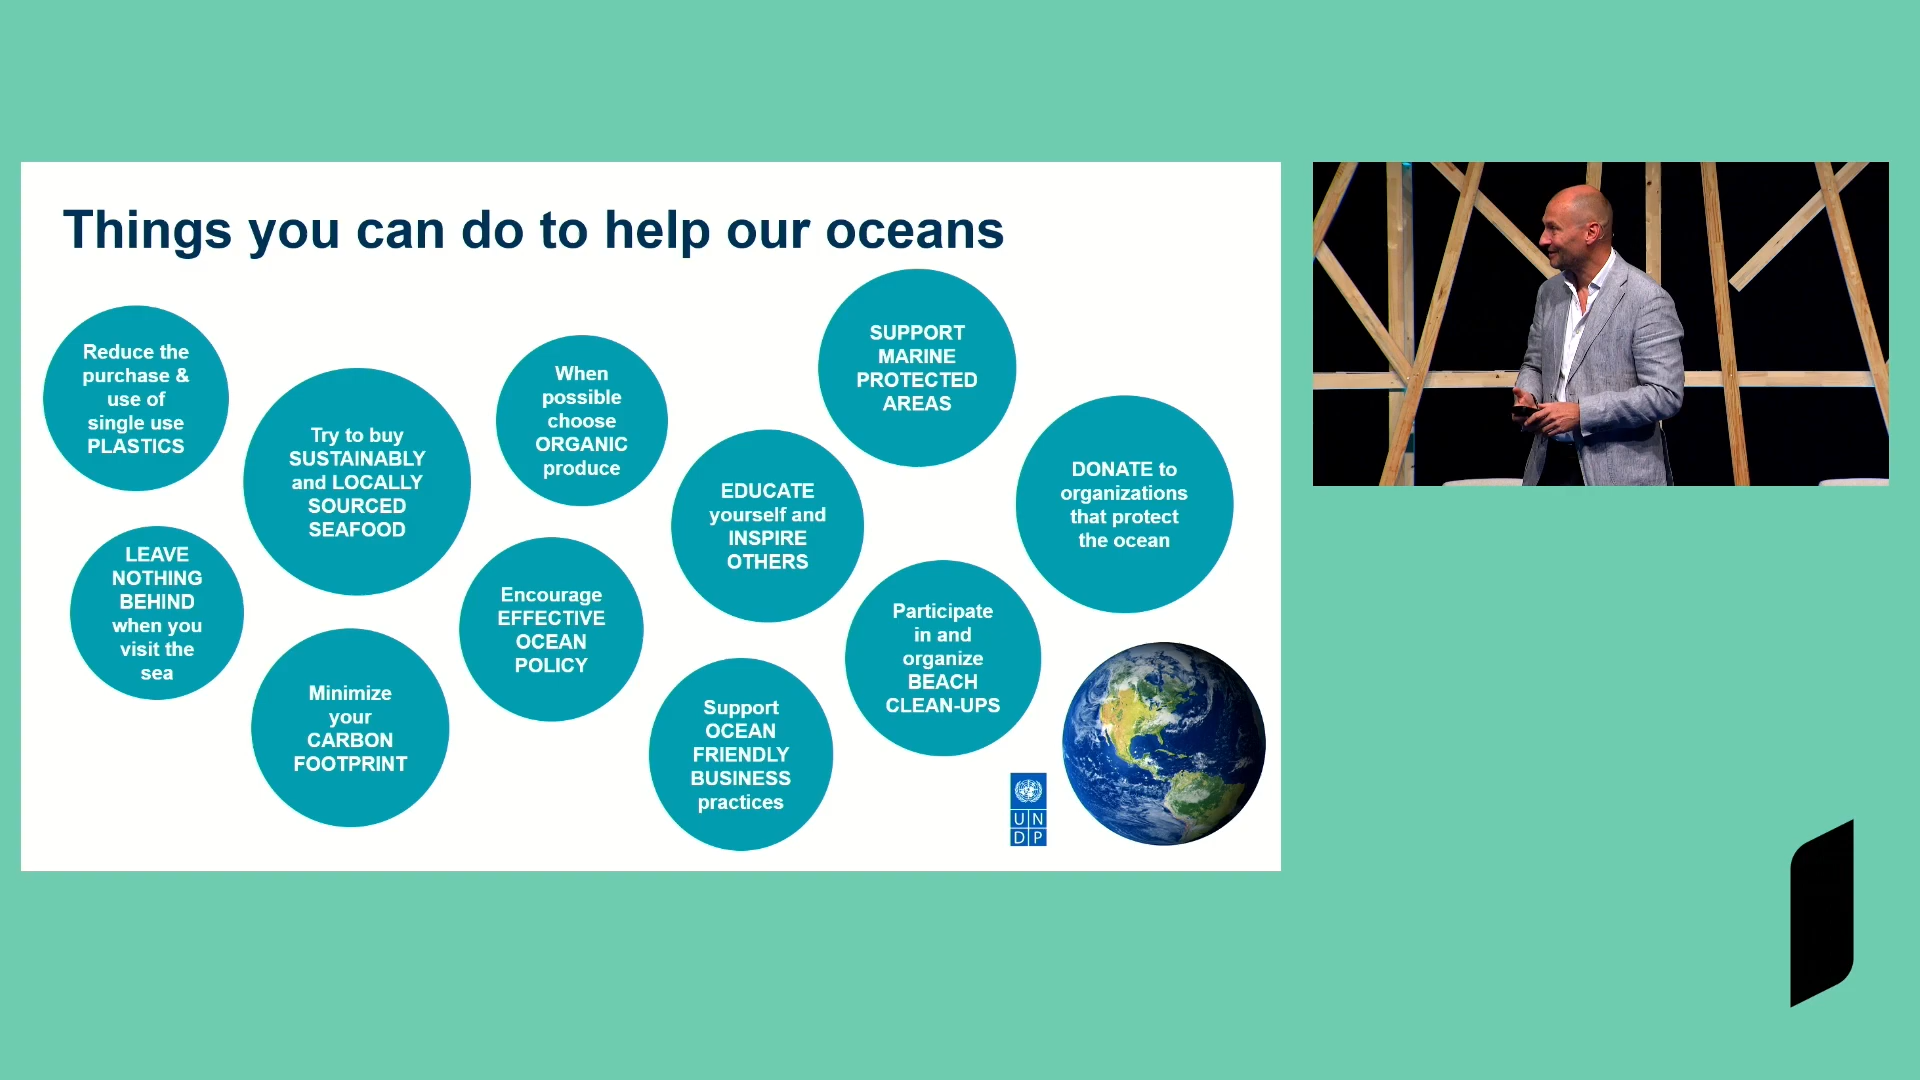 Things you can do to help our oceans
Reduce the
purchase &
use of
single use
PLASTICS
Try to buy
SUSTAINABLY
and LOCALLY
SOURCED
SEAFOOD
When
possible
choose
ORGANIC
produce
SUPPORT
MARINE
PROTECTED
AREAS
EDUCATE
yourself and
INSPIRE
OTHERS
DONATE to
organizations
that protect
the ocean
LEAVE
NOTHING
BEHIND
when you
visit the
sea
Encourage
EFFECTIVE
OCEAN
POLICY
Participate
in and
organize
BEACH
CLEAN-UPS
Minimize
your
CARBON
FOOTPRINT
Support
OCEAN
FRIENDLY
BUSINESS
practices
U N
D P